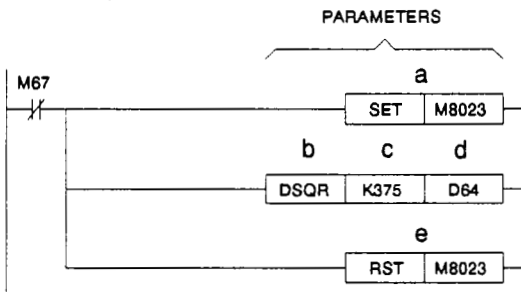 PARAMETERS
a
M67
SET M8023
b c d
DSQR K375 D64
e
RST M8023